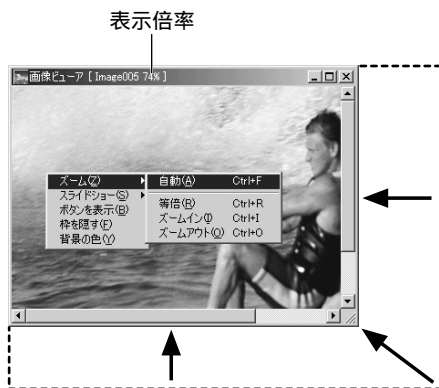 表示倍率
画像ビューア [ Image005 74% ]
ズーム(Z)
スライドショー(S)
ボタンを表示(B)
枠を隠す(F)
背景の色(Y)
自動(A) Ctrl+F
等倍(R) Ctrl+R
ズームイン(I) Ctrl+I
ズームアウト(O) Ctrl+O